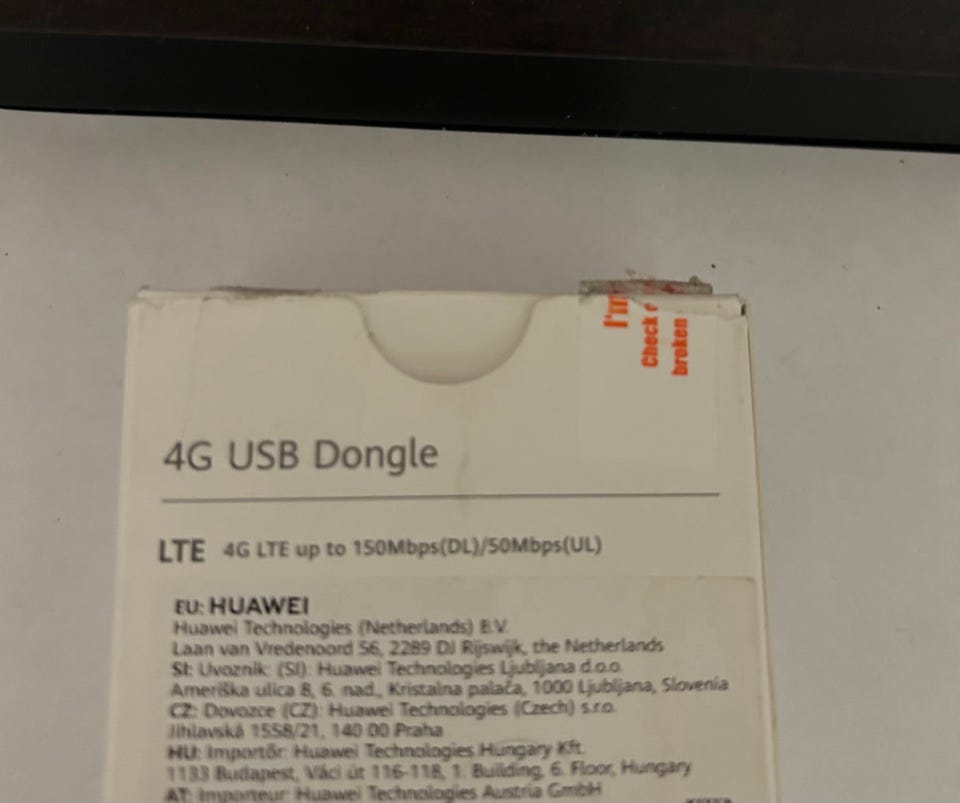 I'm
Check
broken
4G USB Dongle
LTE 4G LTE up to 150Mbps(DL)/50Mbps(UL)
EU: HUAWEI
Huawei Technologies (Netherlands) B.V.
Laan van Vredenoord 56, 2289 DJ Rijswijk, the Netherlands
SI: Uvoznik: (SI): Huawei Technologies Ljubljana d.o.o.
Ameriška ulica 8, 6. nad., Kristalna palača, 1000 Ljubljana, Slovenia
CZ: Dovozce (CZ): Huawei Technologies (Czech) s.r.o.
Jihlavská 1558/21, 140 00 Praha
HU: Importőr: Huawei Technologies Hungary Kft.
1133 Budapest, Váci út 116-118, 1. Building, 6. Floor, Hungary
AT: Importeur: Huawei Technologies Austria GmbH